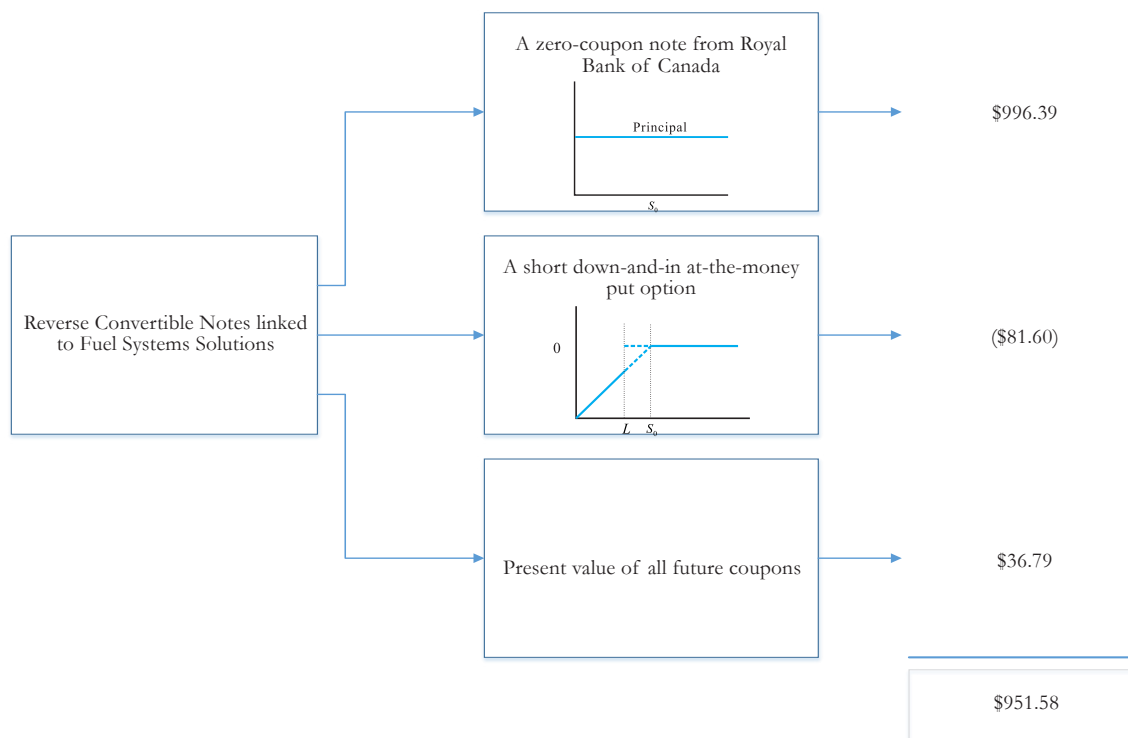 A zero-coupon note from Royal
Bank of Canada
Principal
S₀
$996.39
Reverse Convertible Notes linked
to Fuel Systems Solutions
A short down-and-in at-the-money
put option
0
L S₀
($81.60)
Present value of all future coupons
$36.79
$951.58